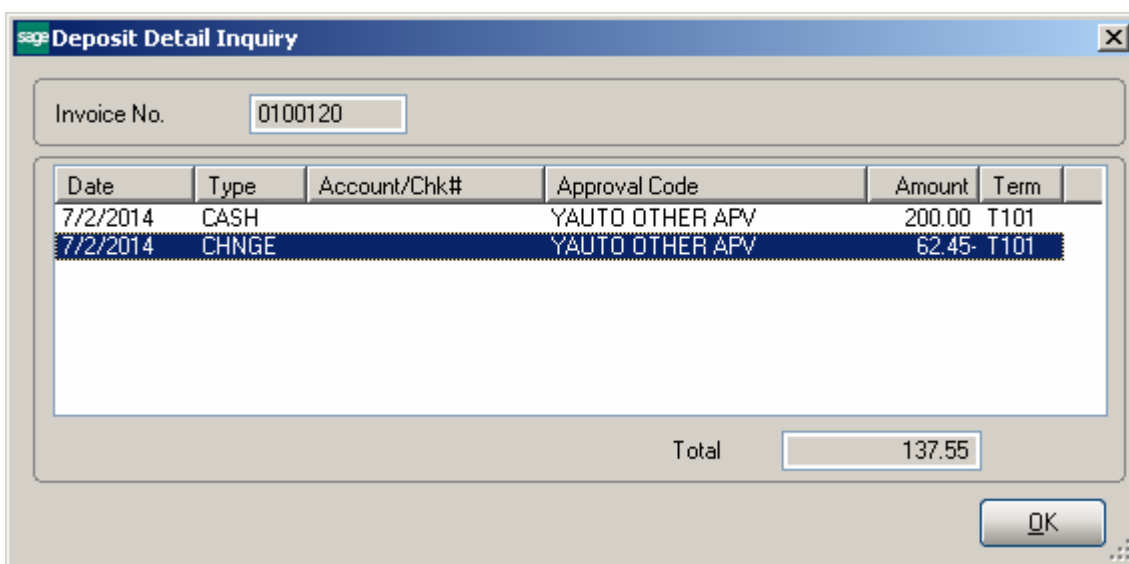 sage Deposit Detail Inquiry
Invoice No. 0100120
Date Type Account/Chk# Approval Code Amount Term
7/2/2014 CASH YAUTO OTHER APV 200.00 T101
7/2/2014 CHNGE YAUTO OTHER APV 62.45- T101
Total 137.55
OK